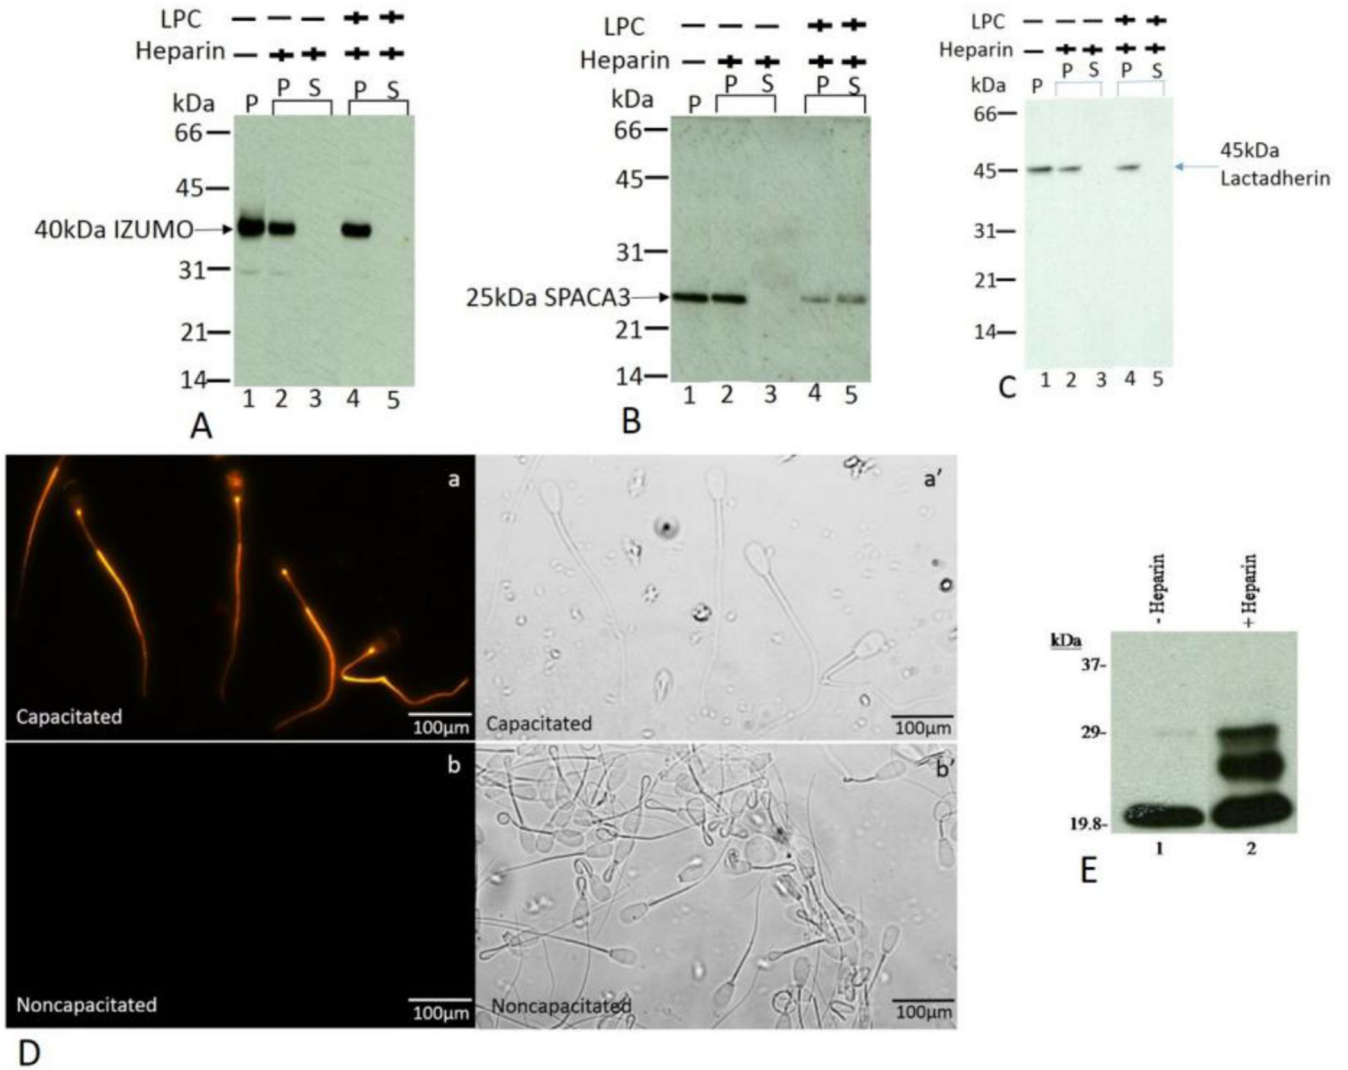 LPC — — — + +
Heparin — + + + +
kDa P P S P S
66
45
40kDa IZUMO
31
21
14
1 2 3 4 5
A
LPC — — — + +
Heparin — + + + +
kDa P P S P S
66
45
31
25kDa SPACA3
21
14
1 2 3 4 5
B
LPC — — — + +
Heparin — + + + +
kDa P P S P S
66
45
45kDa
Lactadherin
31
21
14
1 2 3 4 5
C
a
Capacitated
100µm
a′
Capacitated
100µm
b
Noncapacitated
100µm
b′
Noncapacitated
100µm
D
- Heparin
+ Heparin
kDa
37-
29-
19.8-
1 2
E